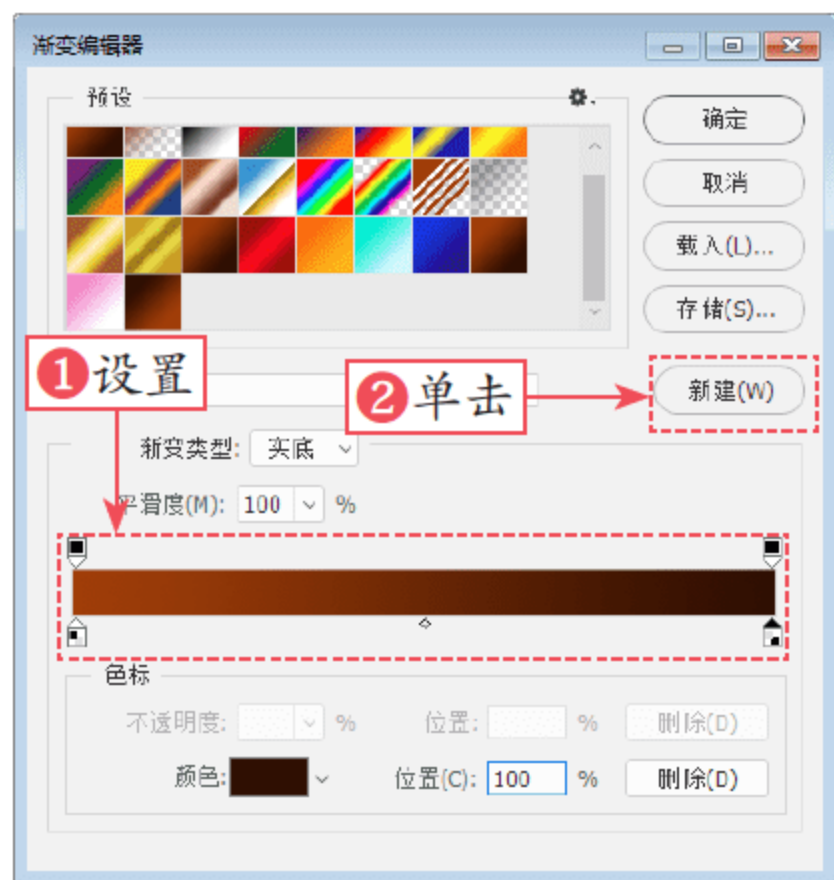 渐变编辑器
预设
确定
取消
载入(L)...
存储(S)...
❶设置
❷单击
新建(W)
渐变类型: 实底
平滑度(M): 100 %
色标
不透明度: % 位置: % 删除(D)
颜色: 位置(C): 100 % 删除(D)